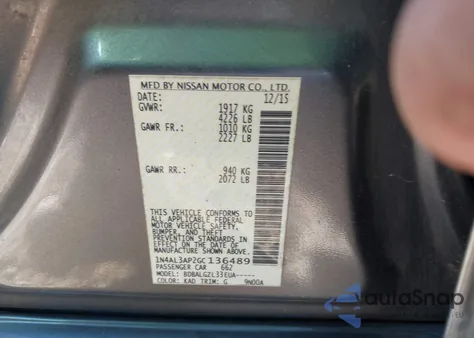 MFD BY NISSAN MOTOR CO., LTD.
DATE: 12/15
GVWR: 1917 KG
4226 LB
GAWR FR.: 1010 KG
2227 LB
GAWR RR.: 940 KG
2072 LB
THIS VEHICLE CONFORMS TO
ALL APPLICABLE FEDERAL
MOTOR VEHICLE SAFETY,
BUMPER, AND THEFT
PREVENTION STANDARDS IN
EFFECT ON THE DATE OF
MANUFACTURE SHOWN ABOVE.
1N4AL3AP2GC136489
PASSENGER CAR 662
MODEL: BDBALGZL33EUA-----
COLOR: KAD TRIM: G 9N00A
autoSnap